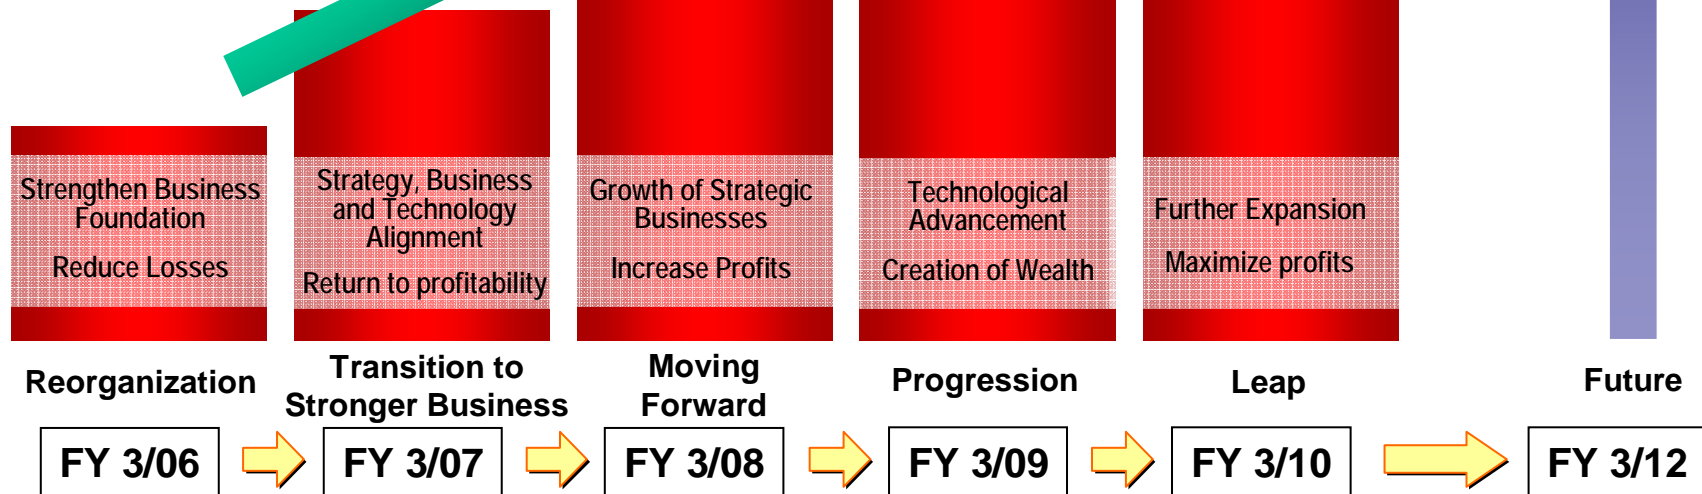 Strengthen Business
Foundation
Reduce Losses
Strategy, Business
and Technology
Alignment
Return to profitability
Growth of Strategic
Businesses
Increase Profits
Technological
Advancement
Creation of Wealth
Further Expansion
Maximize profits
Reorganization
Transition to
Stronger Business
Moving
Forward
Progression
Leap
Future
FY 3/06
FY 3/07
FY 3/08
FY 3/09
FY 3/10
FY 3/12